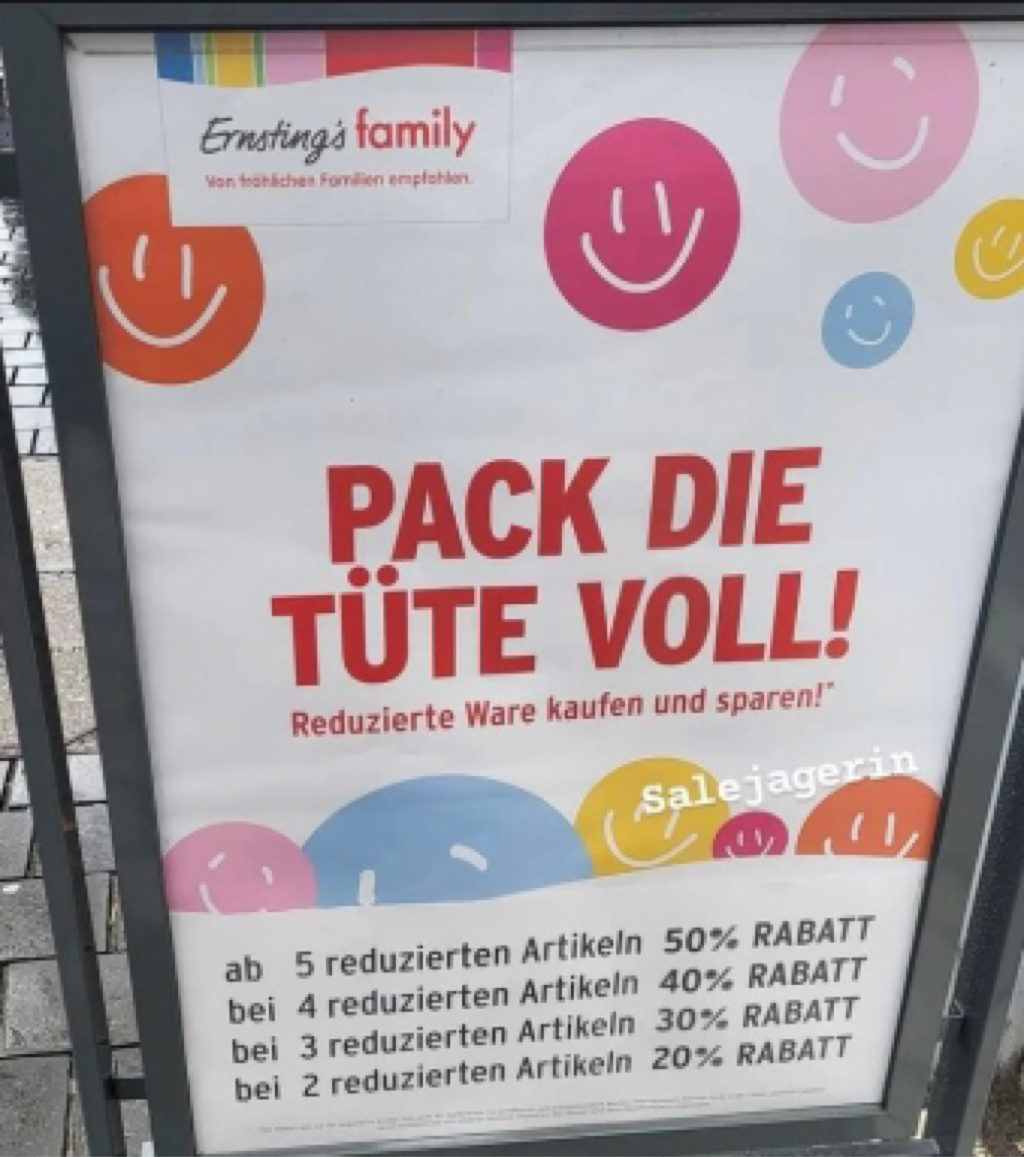 Ernsting's family
Von fröhlichen Familien empfohlen.
PACK DIE
TÜTE VOLL!
Reduzierte Ware kaufen und sparen!*
Salejagerin
ab 5 reduzierten Artikeln 50% RABATT
bei 4 reduzierten Artikeln 40% RABATT
bei 3 reduzierten Artikeln 30% RABATT
bei 2 reduzierten Artikeln 20% RABATT